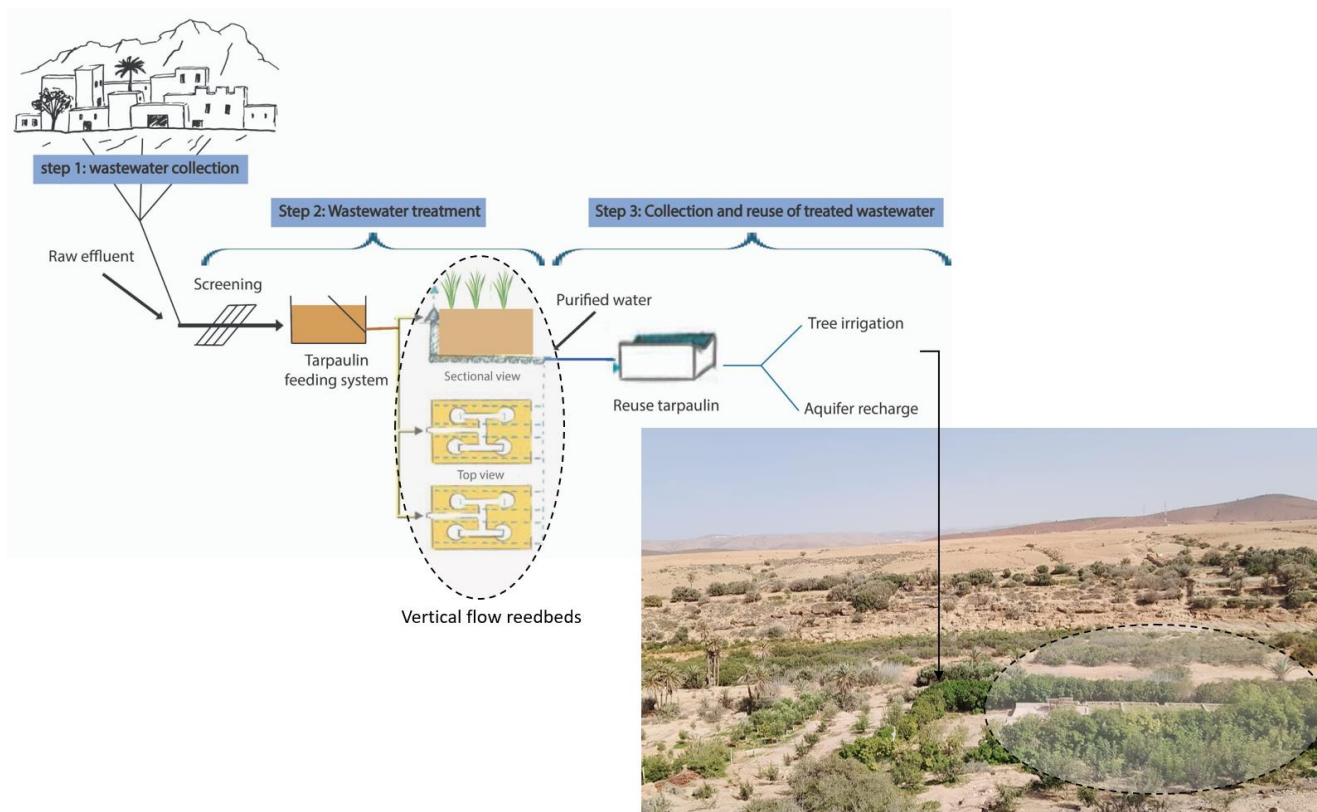 step 1: wastewater collection
Step 2: Wastewater treatment
Step 3: Collection and reuse of treated wastewater
Raw effluent
Screening
Tarpaulin
feeding system
Sectional view
Top view
Vertical flow reedbeds
Purified water
Reuse tarpaulin
Tree irrigation
Aquifer recharge